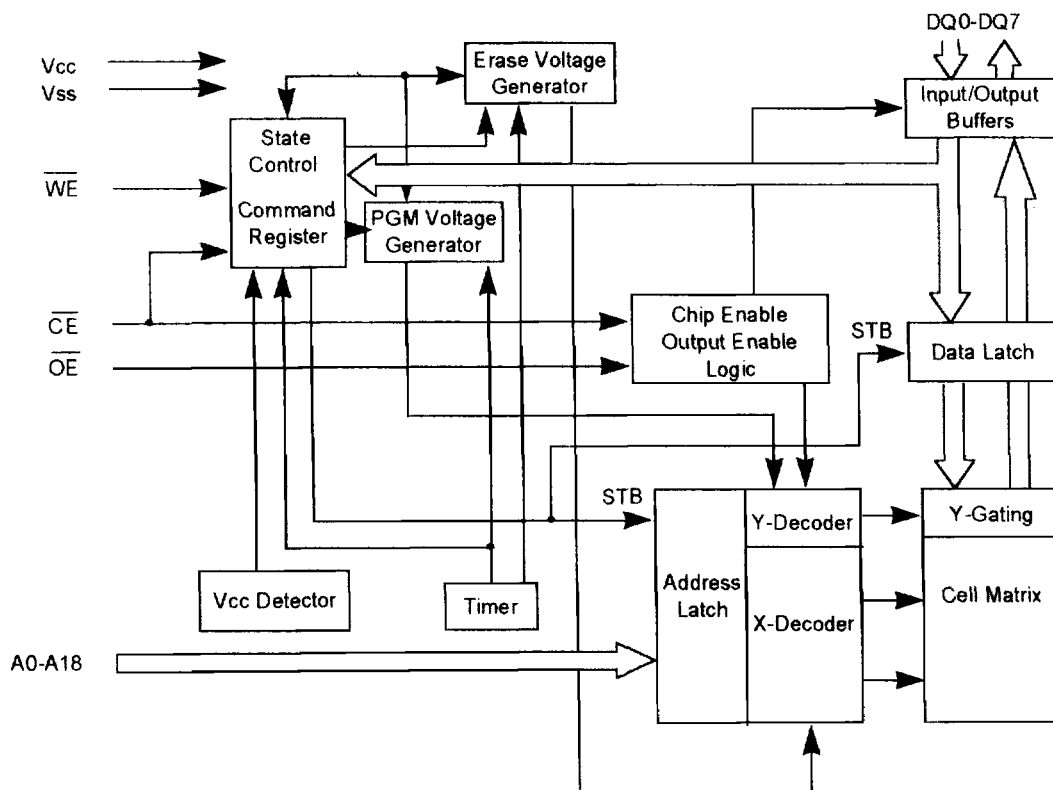 DQ0-DQ7
Vcc
Vss
Erase Voltage
Generator
Input/Output
Buffers
State
Control
Command
Register
WE
PGM Voltage
Generator
CE
OE
Chip Enable
Output Enable
Logic
STB
Data Latch
STB
Y-Decoder
Y-Gating
Address
Latch
X-Decoder
Cell Matrix
Vcc Detector
Timer
A0-A18